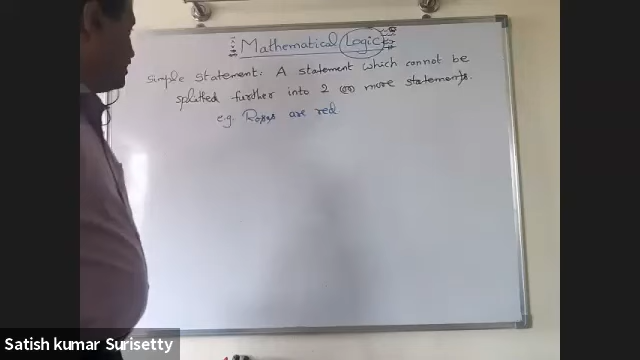 Mathematical Logic
Simple statement: A statement which cannot be
splitted further into 2 (or) more statements.
e.g. Roses are red
Satish kumar Surisetty